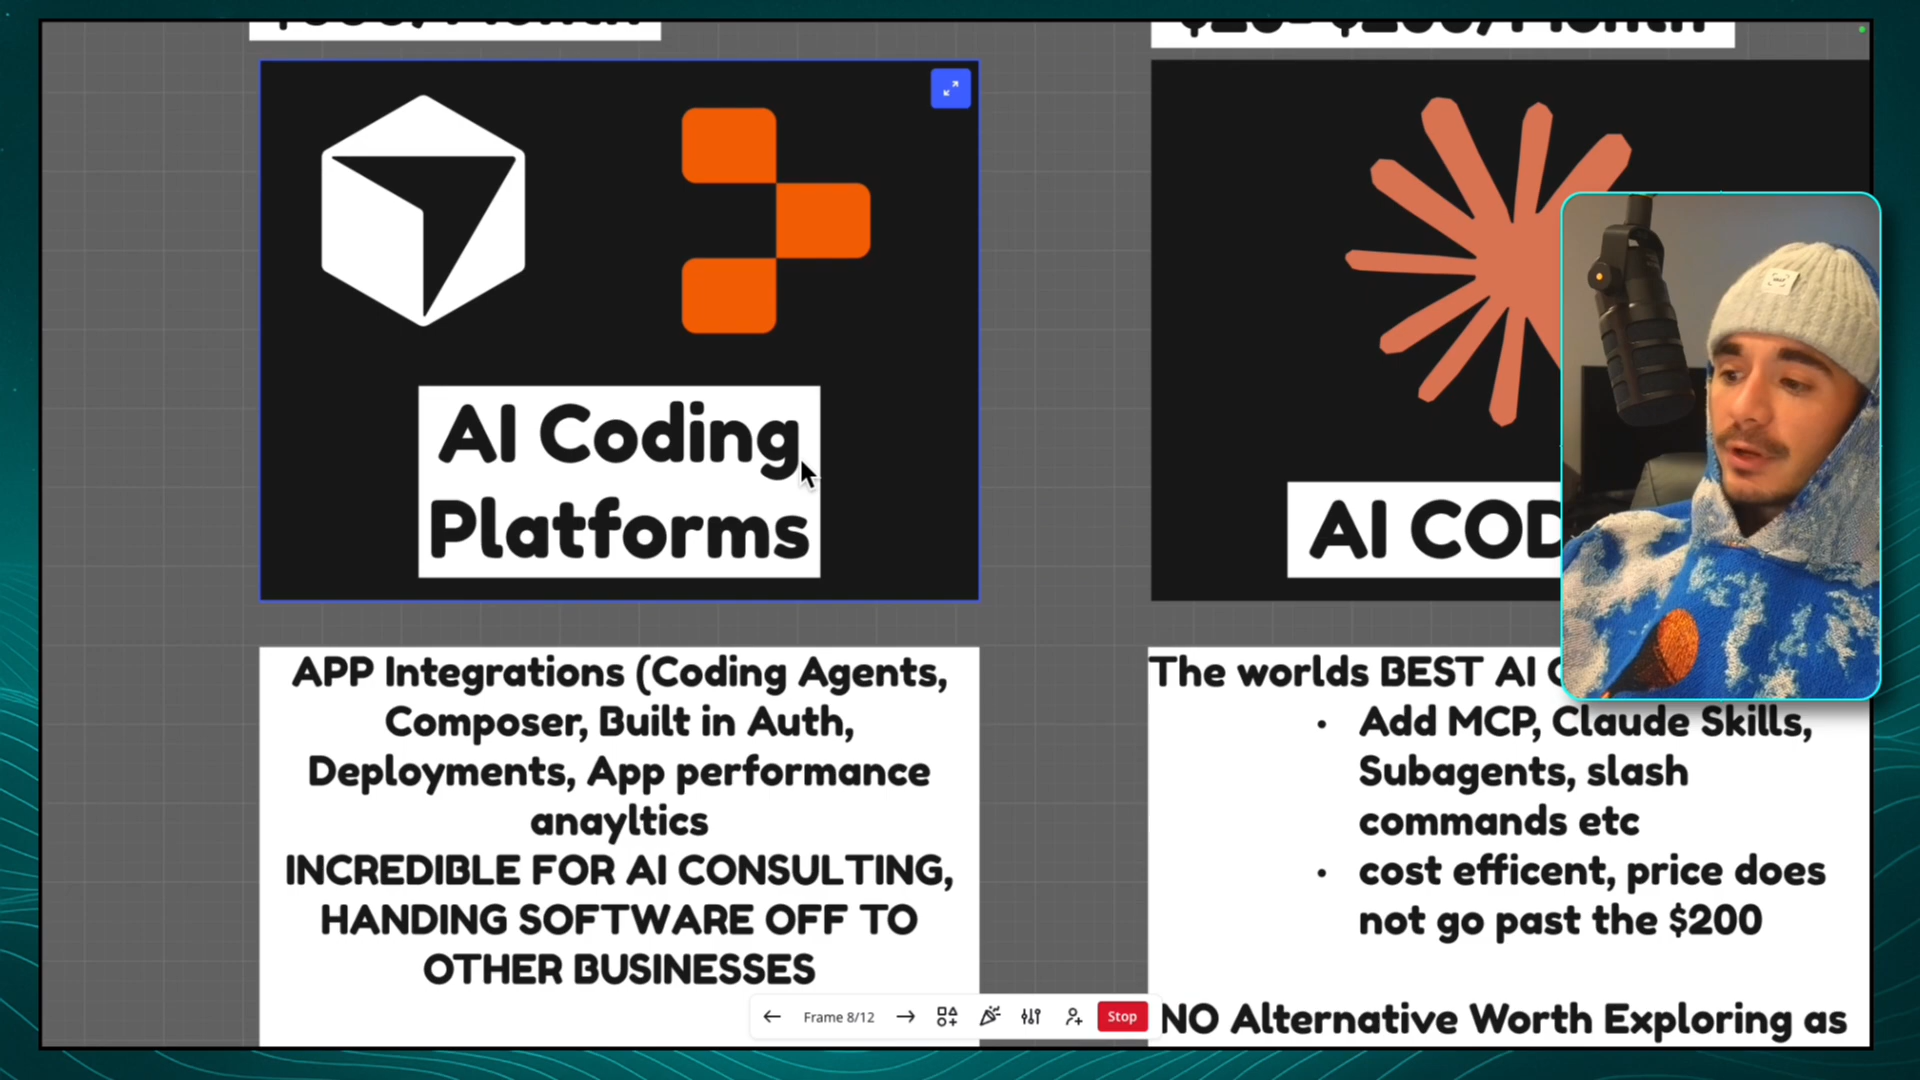 $20-$200/Month
AI Coding
Platforms
AI COD
APP Integrations (Coding Agents,
Composer, Built in Auth,
Deployments, App performance
anayltics
INCREDIBLE FOR AI CONSULTING,
HANDING SOFTWARE OFF TO
OTHER BUSINESSES
The worlds BEST AI
• Add MCP, Claude Skills,
Subagents, slash
commands etc
• cost efficent, price does
not go past the $200
NO Alternative Worth Exploring as
Frame 8/12
Stop